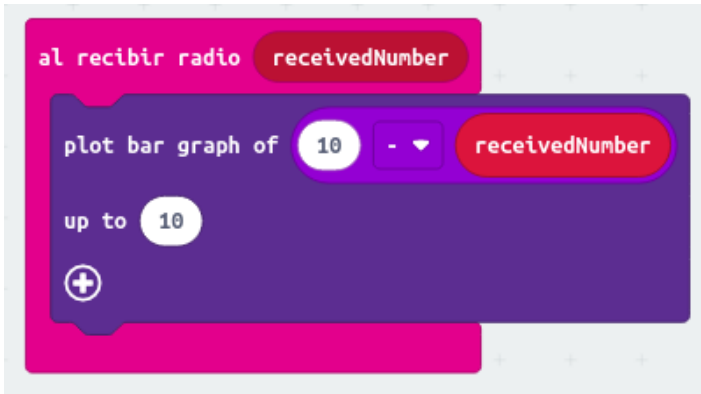 al recibir radio receivedNumber
plot bar graph of 10 - receivedNumber
up to 10